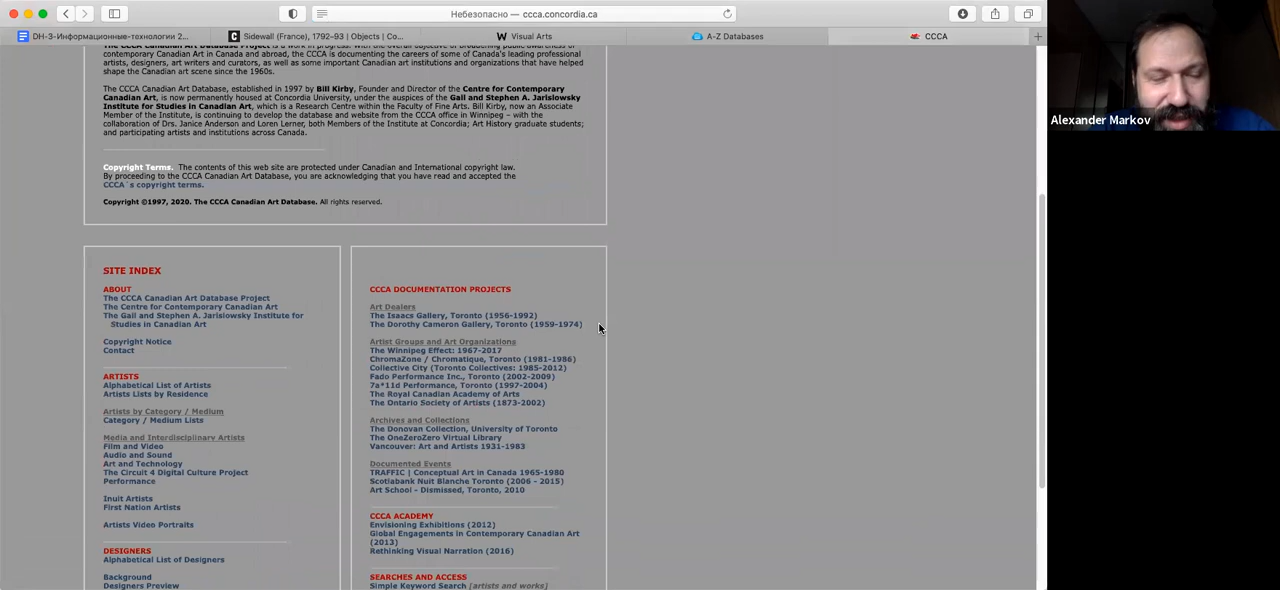 Небезопасно — ccca.concordia.ca
DH-3-Информационные-технологии 2...
Sidewall (France), 1792–93 | Objects | Co...
Visual Arts
A-Z Databases
CCCA
+
The CCCA Canadian Art Database Project is a work in progress. With the overall objective of broadening public awareness of
contemporary Canadian Art in Canada and abroad, the CCCA is documenting the careers of some of Canada's leading professional
artists, designers, art writers and curators, as well as some important Canadian art institutions and organizations that have helped
shape the Canadian art scene since the 1960s.
The CCCA Canadian Art Database, established in 1997 by Bill Kirby, Founder and Director of the Centre for Contemporary
Canadian Art, is now permanently housed at Concordia University, under the auspices of the Gail and Stephen A. Jarislowsky
Institute for Studies in Canadian Art, which is a Research Centre within the Faculty of Fine Arts. Bill Kirby, now an Associate
Member of the Institute, is continuing to develop the database and website from the CCCA office in Winnipeg – with the
collaboration of Drs. Janice Anderson and Loren Lerner, both Members of the Institute at Concordia; Art History graduate students;
and participating artists and institutions across Canada.
Copyright Terms. The contents of this web site are protected under Canadian and International copyright law.
By proceeding to the CCCA Canadian Art Database, you are acknowledging that you have read and accepted the
CCCA`s copyright terms.
Copyright ©1997, 2020. The CCCA Canadian Art Database. All rights reserved.
SITE INDEX
ABOUT
The CCCA Canadian Art Database Project
The Centre for Contemporary Canadian Art
The Gail and Stephen A. Jarislowsky Institute for
Studies in Canadian Art
Copyright Notice
Contact
ARTISTS
Alphabetical List of Artists
Artists Lists by Residence
Artists by Category / Medium
Category / Medium Lists
Media and Interdisciplinary Artists
Film and Video
Audio and Sound
Art and Technology
The Circuit 4 Digital Culture Project
Performance
Inuit Artists
First Nation Artists
Artists Video Portraits
DESIGNERS
Alphabetical List of Designers
Background
Designers Preview
CCCA DOCUMENTATION PROJECTS
Art Dealers
The Isaacs Gallery, Toronto (1956-1992)
The Dorothy Cameron Gallery, Toronto (1959-1974)
Artist Groups and Art Organizations
The Winnipeg Effect: 1967-2017
ChromaZone / Chromatique, Toronto (1981-1986)
Collective City (Toronto Collectives: 1985-2012)
Fado Performance Inc., Toronto (2002-2009)
7a*11d Performance, Toronto (1997-2004)
The Royal Canadian Academy of Arts
The Ontario Society of Artists (1873-2002)
Archives and Collections
The Donovan Collection, University of Toronto
The OneZeroZero Virtual Library
Vancouver: Art and Artists 1931-1983
Documented Events
TRAFFIC | Conceptual Art in Canada 1965-1980
Scotiabank Nuit Blanche Toronto (2006 - 2015)
Art School - Dismissed, Toronto, 2010
CCCA ACADEMY
Envisioning Exhibitions (2012)
Global Engagements in Contemporary Canadian Art
(2013)
Rethinking Visual Narration (2016)
SEARCHES AND ACCESS
Simple Keyword Search [artists and works]
Alexander Markov